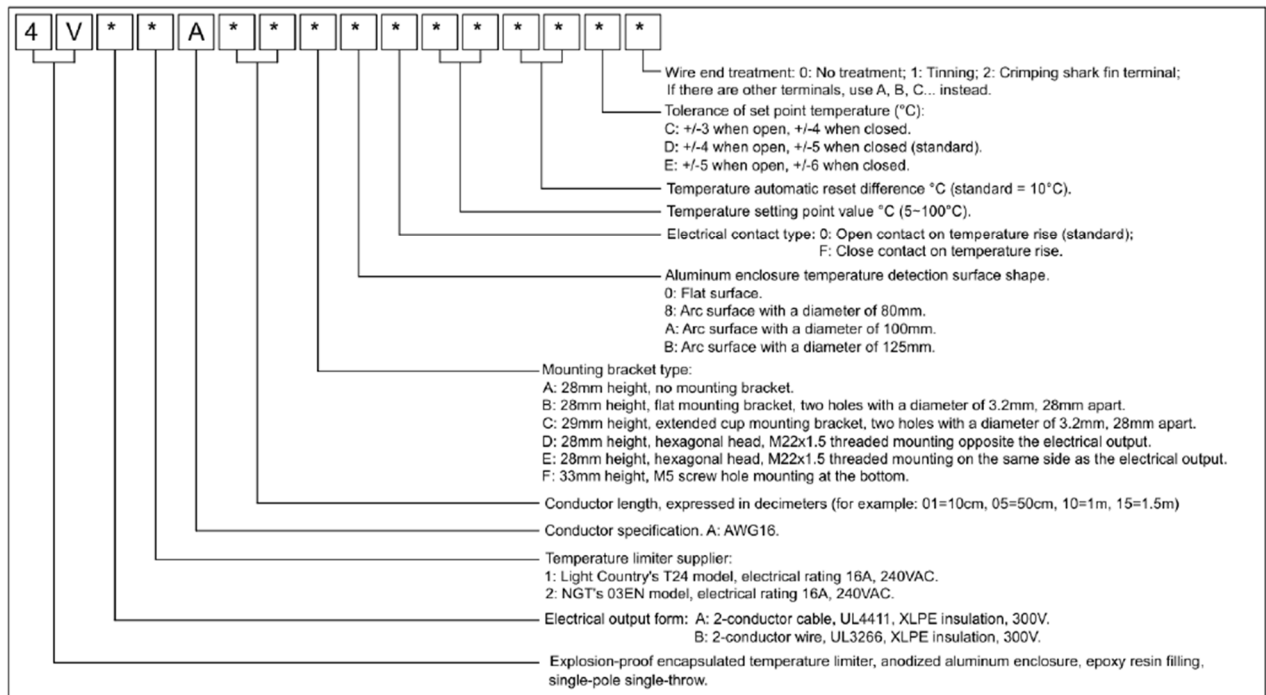 4 V * * A * * * * * * * * * * *
Wire end treatment: 0: No treatment; 1: Tinning; 2: Crimping shark fin terminal;
If there are other terminals, use A, B, C... instead.
Tolerance of set point temperature (°C):
C: +/-3 when open, +/-4 when closed.
D: +/-4 when open, +/-5 when closed (standard).
E: +/-5 when open, +/-6 when closed.
Temperature automatic reset difference °C (standard = 10°C).
Temperature setting point value °C (5~100°C).
Electrical contact type: 0: Open contact on temperature rise (standard);
F: Close contact on temperature rise.
Aluminum enclosure temperature detection surface shape.
0: Flat surface.
8: Arc surface with a diameter of 80mm.
A: Arc surface with a diameter of 100mm.
B: Arc surface with a diameter of 125mm.
Mounting bracket type:
A: 28mm height, no mounting bracket.
B: 28mm height, flat mounting bracket, two holes with a diameter of 3.2mm, 28mm apart.
C: 29mm height, extended cup mounting bracket, two holes with a diameter of 3.2mm, 28mm apart.
D: 28mm height, hexagonal head, M22x1.5 threaded mounting opposite the electrical output.
E: 28mm height, hexagonal head, M22x1.5 threaded mounting on the same side as the electrical output.
F: 33mm height, M5 screw hole mounting at the bottom.
Conductor length, expressed in decimeters (for example: 01=10cm, 05=50cm, 10=1m, 15=1.5m)
Conductor specification. A: AWG16.
Temperature limiter supplier:
1: Light Country's T24 model, electrical rating 16A, 240VAC.
2: NGT's 03EN model, electrical rating 16A, 240VAC.
Electrical output form: A: 2-conductor cable, UL4411, XLPE insulation, 300V.
B: 2-conductor wire, UL3266, XLPE insulation, 300V.
Explosion-proof encapsulated temperature limiter, anodized aluminum enclosure, epoxy resin filling,
single-pole single-throw.